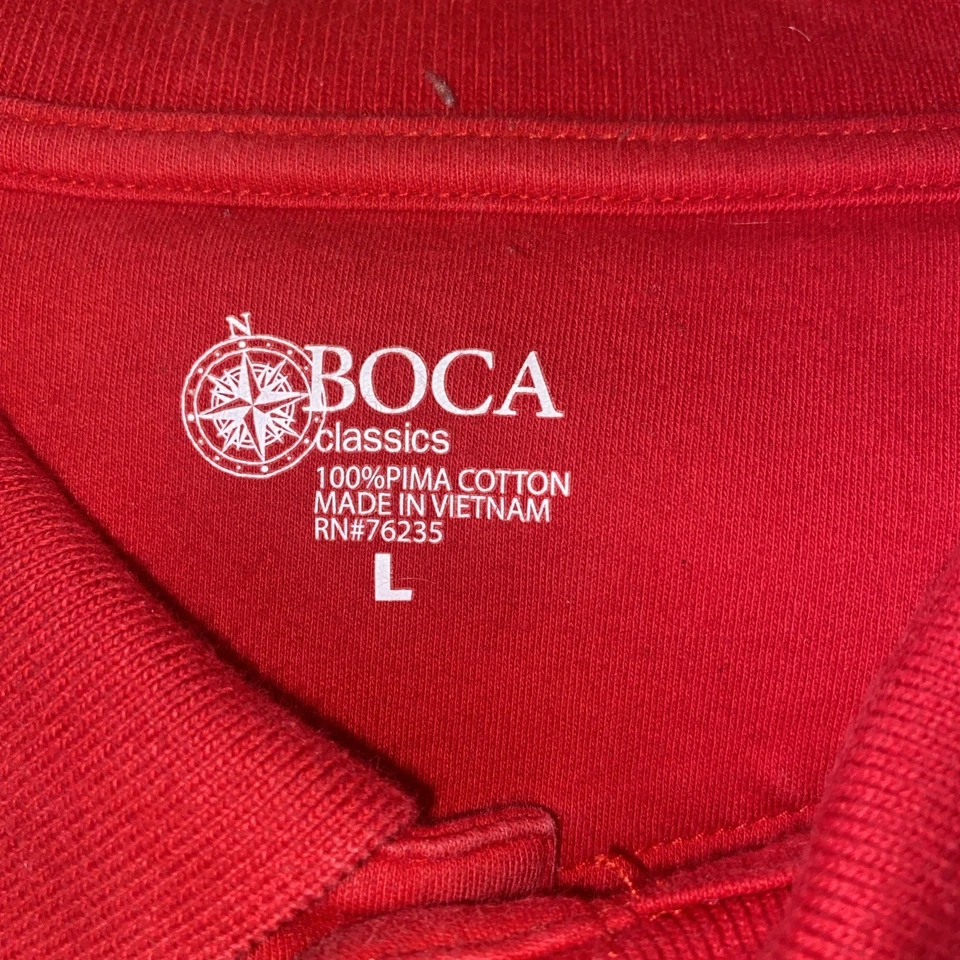 N
BOCA
classics
100%PIMA COTTON
MADE IN VIETNAM
RN#76235
L